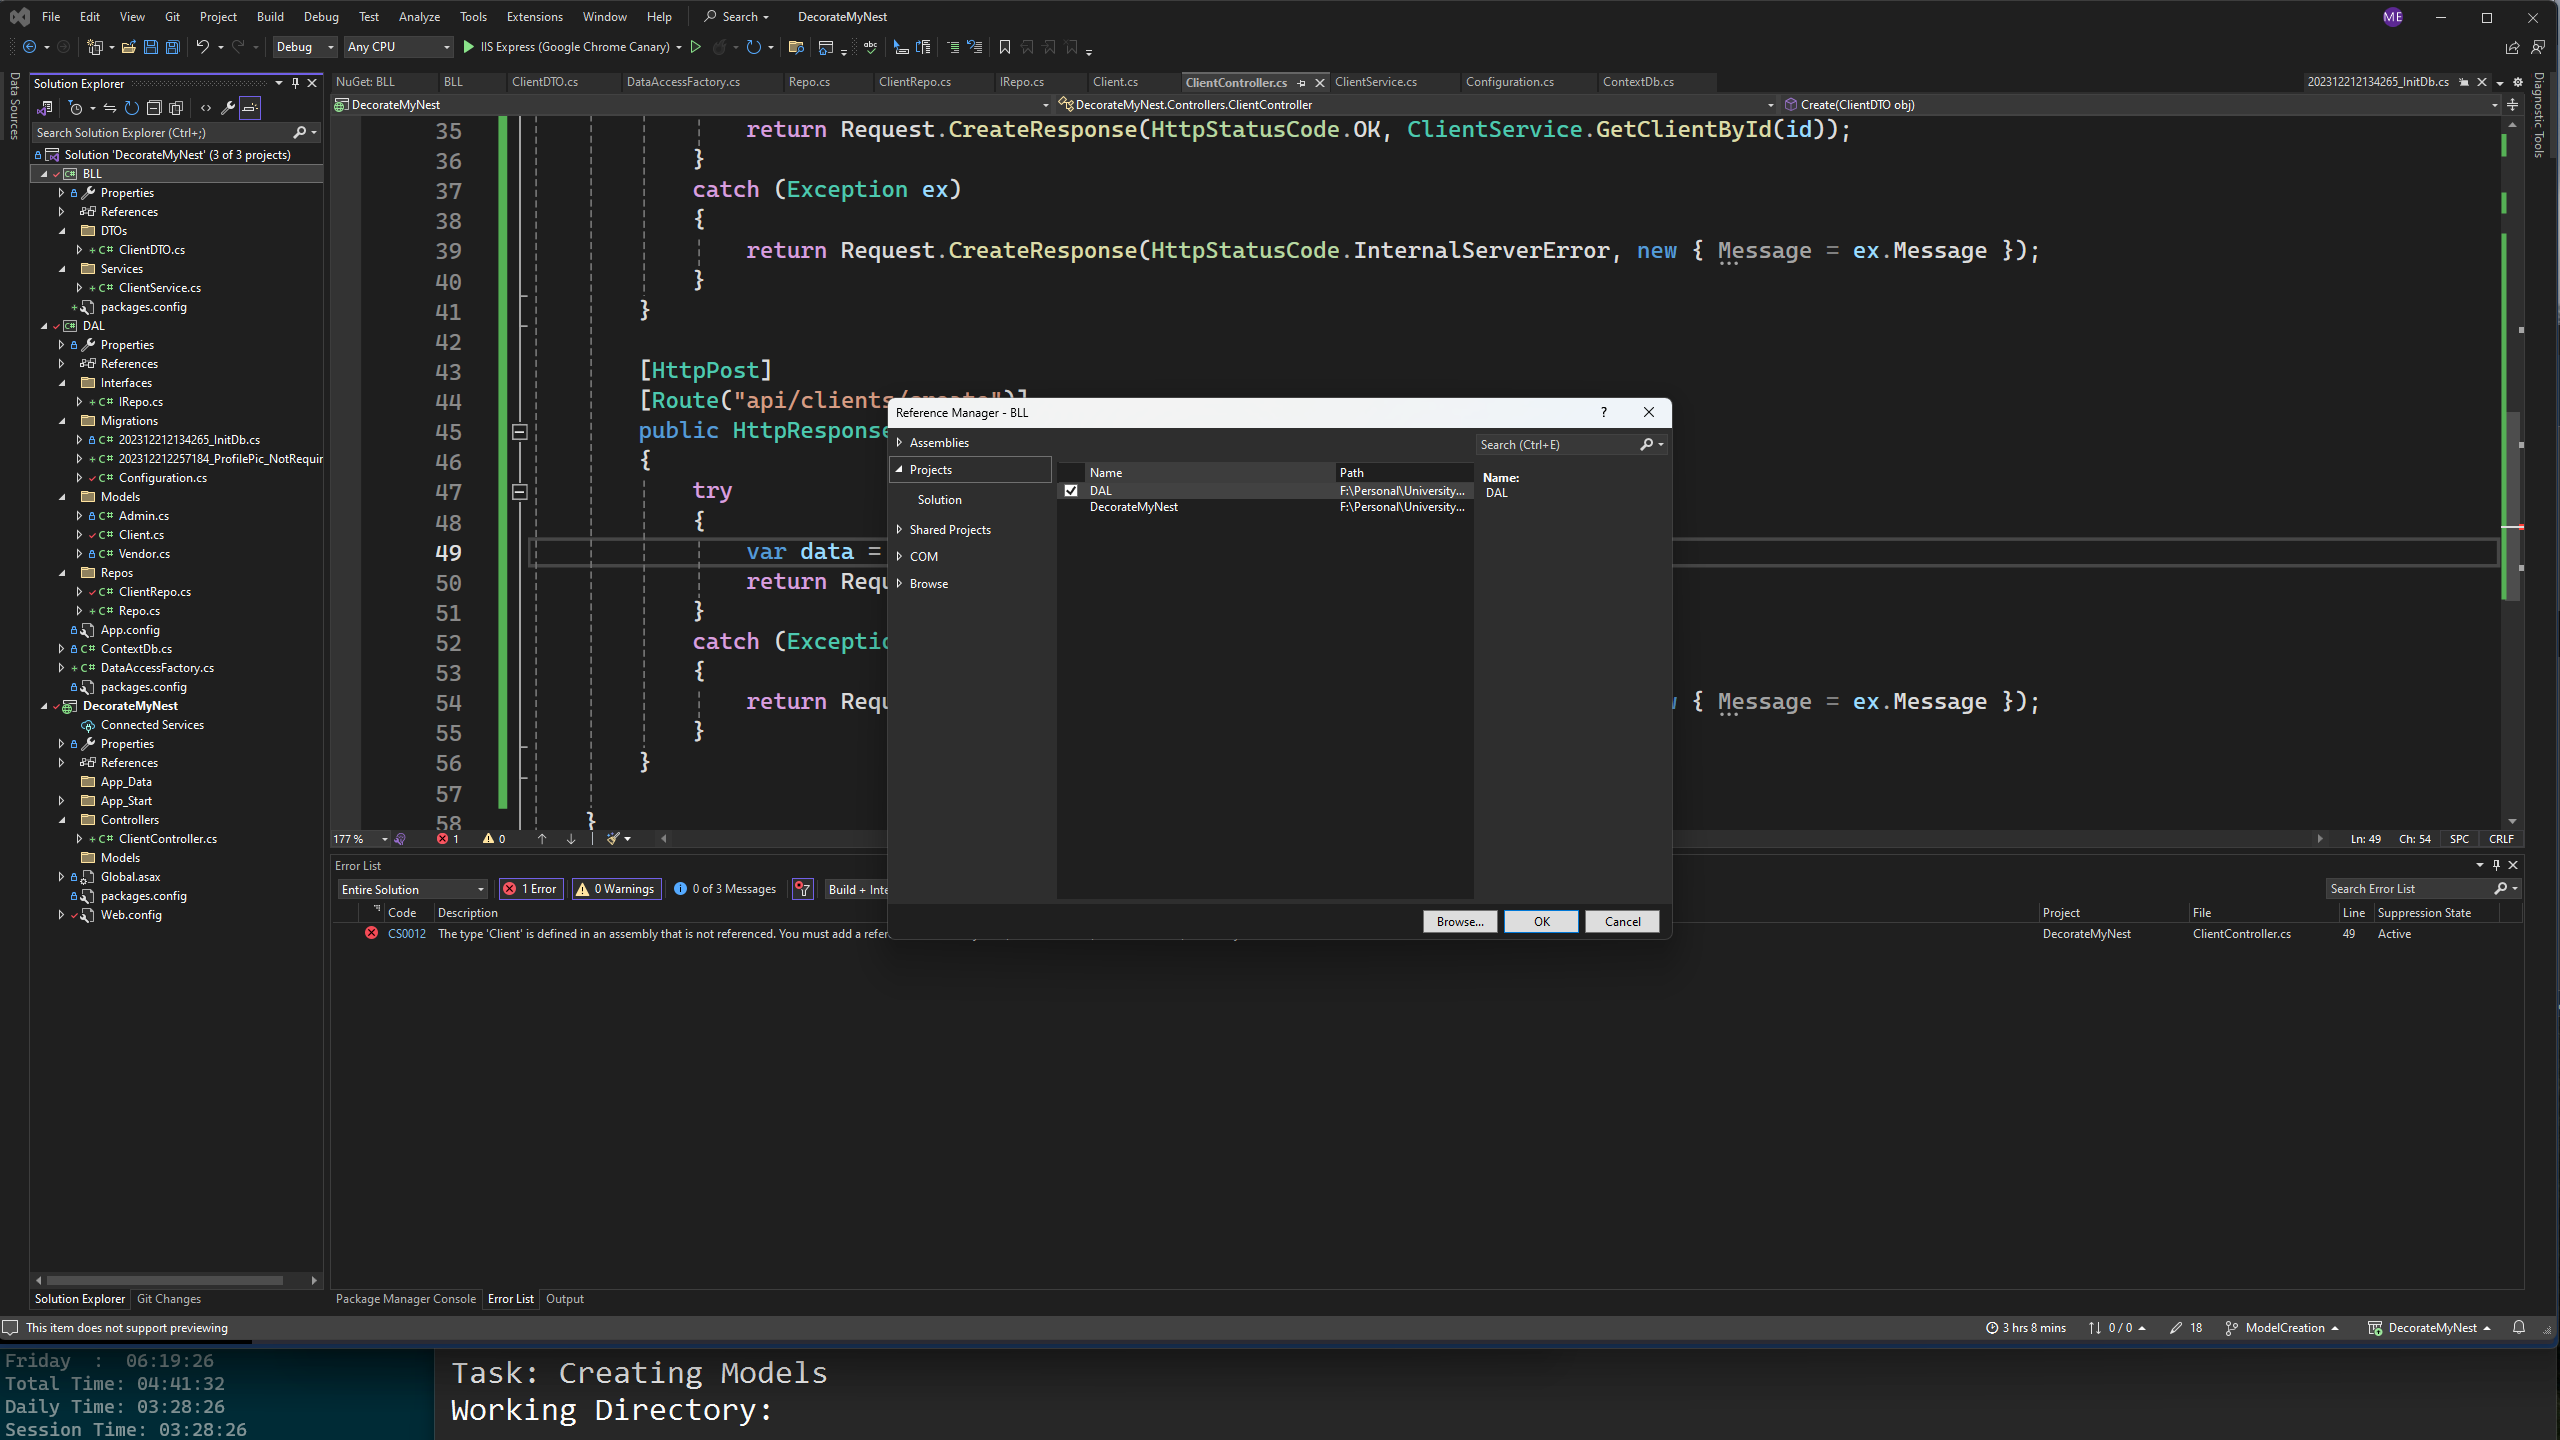 File Edit View Git Project Build Debug Test Analyze Tools Extensions Window Help Search DecorateMyNest ME
Debug Any CPU IIS Express (Google Chrome Canary)
Data Sources
Solution Explorer
Search Solution Explorer (Ctrl+;)
Solution 'DecorateMyNest' (3 of 3 projects)
BLL
Properties
References
DTOs
ClientDTO.cs
Services
ClientService.cs
packages.config
DAL
Properties
References
Interfaces
IRepo.cs
Migrations
202312212134265_InitDb.cs
202312212257184_ProfilePic_NotRequir
Configuration.cs
Models
Admin.cs
Client.cs
Vendor.cs
Repos
ClientRepo.cs
Repo.cs
App.config
ContextDb.cs
DataAccessFactory.cs
packages.config
DecorateMyNest
Connected Services
Properties
References
App_Data
App_Start
Controllers
ClientController.cs
Models
Global.asax
packages.config
Web.config
Solution Explorer Git Changes
NuGet: BLL BLL ClientDTO.cs DataAccessFactory.cs Repo.cs ClientRepo.cs IRepo.cs Client.cs ClientController.cs ClientService.cs Configuration.cs ContextDb.cs 202312212134265_InitDb.cs
DecorateMyNest DecorateMyNest.Controllers.ClientController Create(ClientDTO obj)
Diagnostic Tools
35 return Request.CreateResponse(HttpStatusCode.OK, ClientService.GetClientById(id));
36 }
37 catch (Exception ex)
38 {
39 return Request.CreateResponse(HttpStatusCode.InternalServerError, new { Message = ex.Message });
40 }
41 }
42
43 [HttpPost]
44 [Route("api/clients/create")]
45 public HttpResponse
46 {
47 try
48 {
49 var data =
50 return Requ
51 }
52 catch (Exceptio
53 {
54 return Requ { Message = ex.Message });
55 }
56 }
57
58 }
177 % 1 0 Ln: 49 Ch: 54 SPC CRLF
Reference Manager - BLL ?
Assemblies
Projects
Solution
Shared Projects
COM
Browse
Name Path
DAL F:\Personal\University...
DecorateMyNest F:\Personal\University...
Search (Ctrl+E)
Name:
DAL
Browse... OK Cancel
Error List
Entire Solution 1 Error 0 Warnings 0 of 3 Messages Build + Inte Search Error List
Code Description Project File Line Suppression State
CS0012 The type 'Client' is defined in an assembly that is not referenced. You must add a refer DecorateMyNest ClientController.cs 49 Active
Package Manager Console Error List Output
This item does not support previewing 3 hrs 8 mins 0 / 0 18 ModelCreation DecorateMyNest
Friday : 06:19:26
Total Time: 04:41:32
Daily Time: 03:28:26
Session Time: 03:28:26
Task: Creating Models
Working Directory: